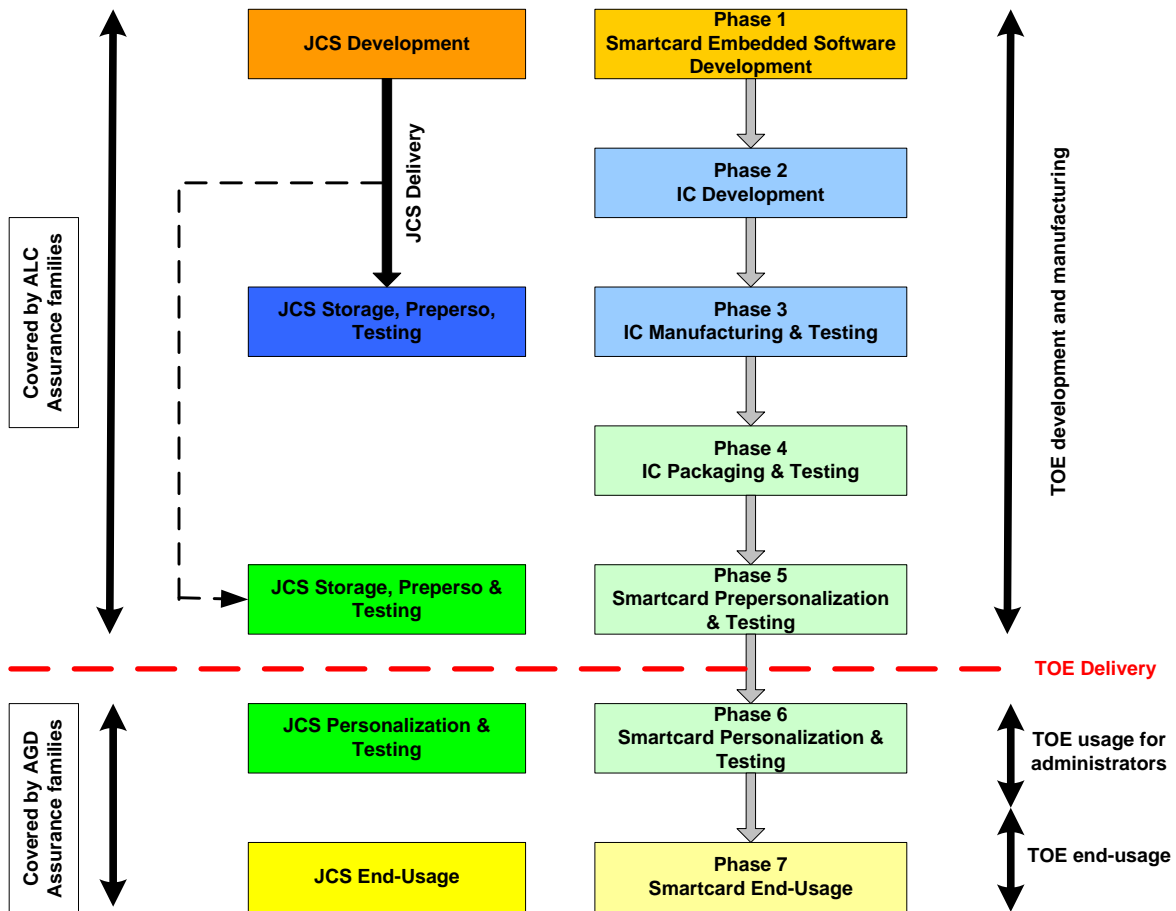 JCS Development
Phase 1
Smartcard Embedded Software
Development
JCS Delivery
Phase 2
IC Development
Covered by ALC
Assurance families
TOE development and manufacturing
JCS Storage, Preperso,
Testing
Phase 3
IC Manufacturing & Testing
Phase 4
IC Packaging & Testing
JCS Storage, Preperso &
Testing
Phase 5
Smartcard Prepersonalization
& Testing
TOE Delivery
Covered by AGD
Assurance families
JCS Personalization &
Testing
Phase 6
Smartcard Personalization &
Testing
TOE usage for
administrators
JCS End-Usage
Phase 7
Smartcard End-Usage
TOE end-usage